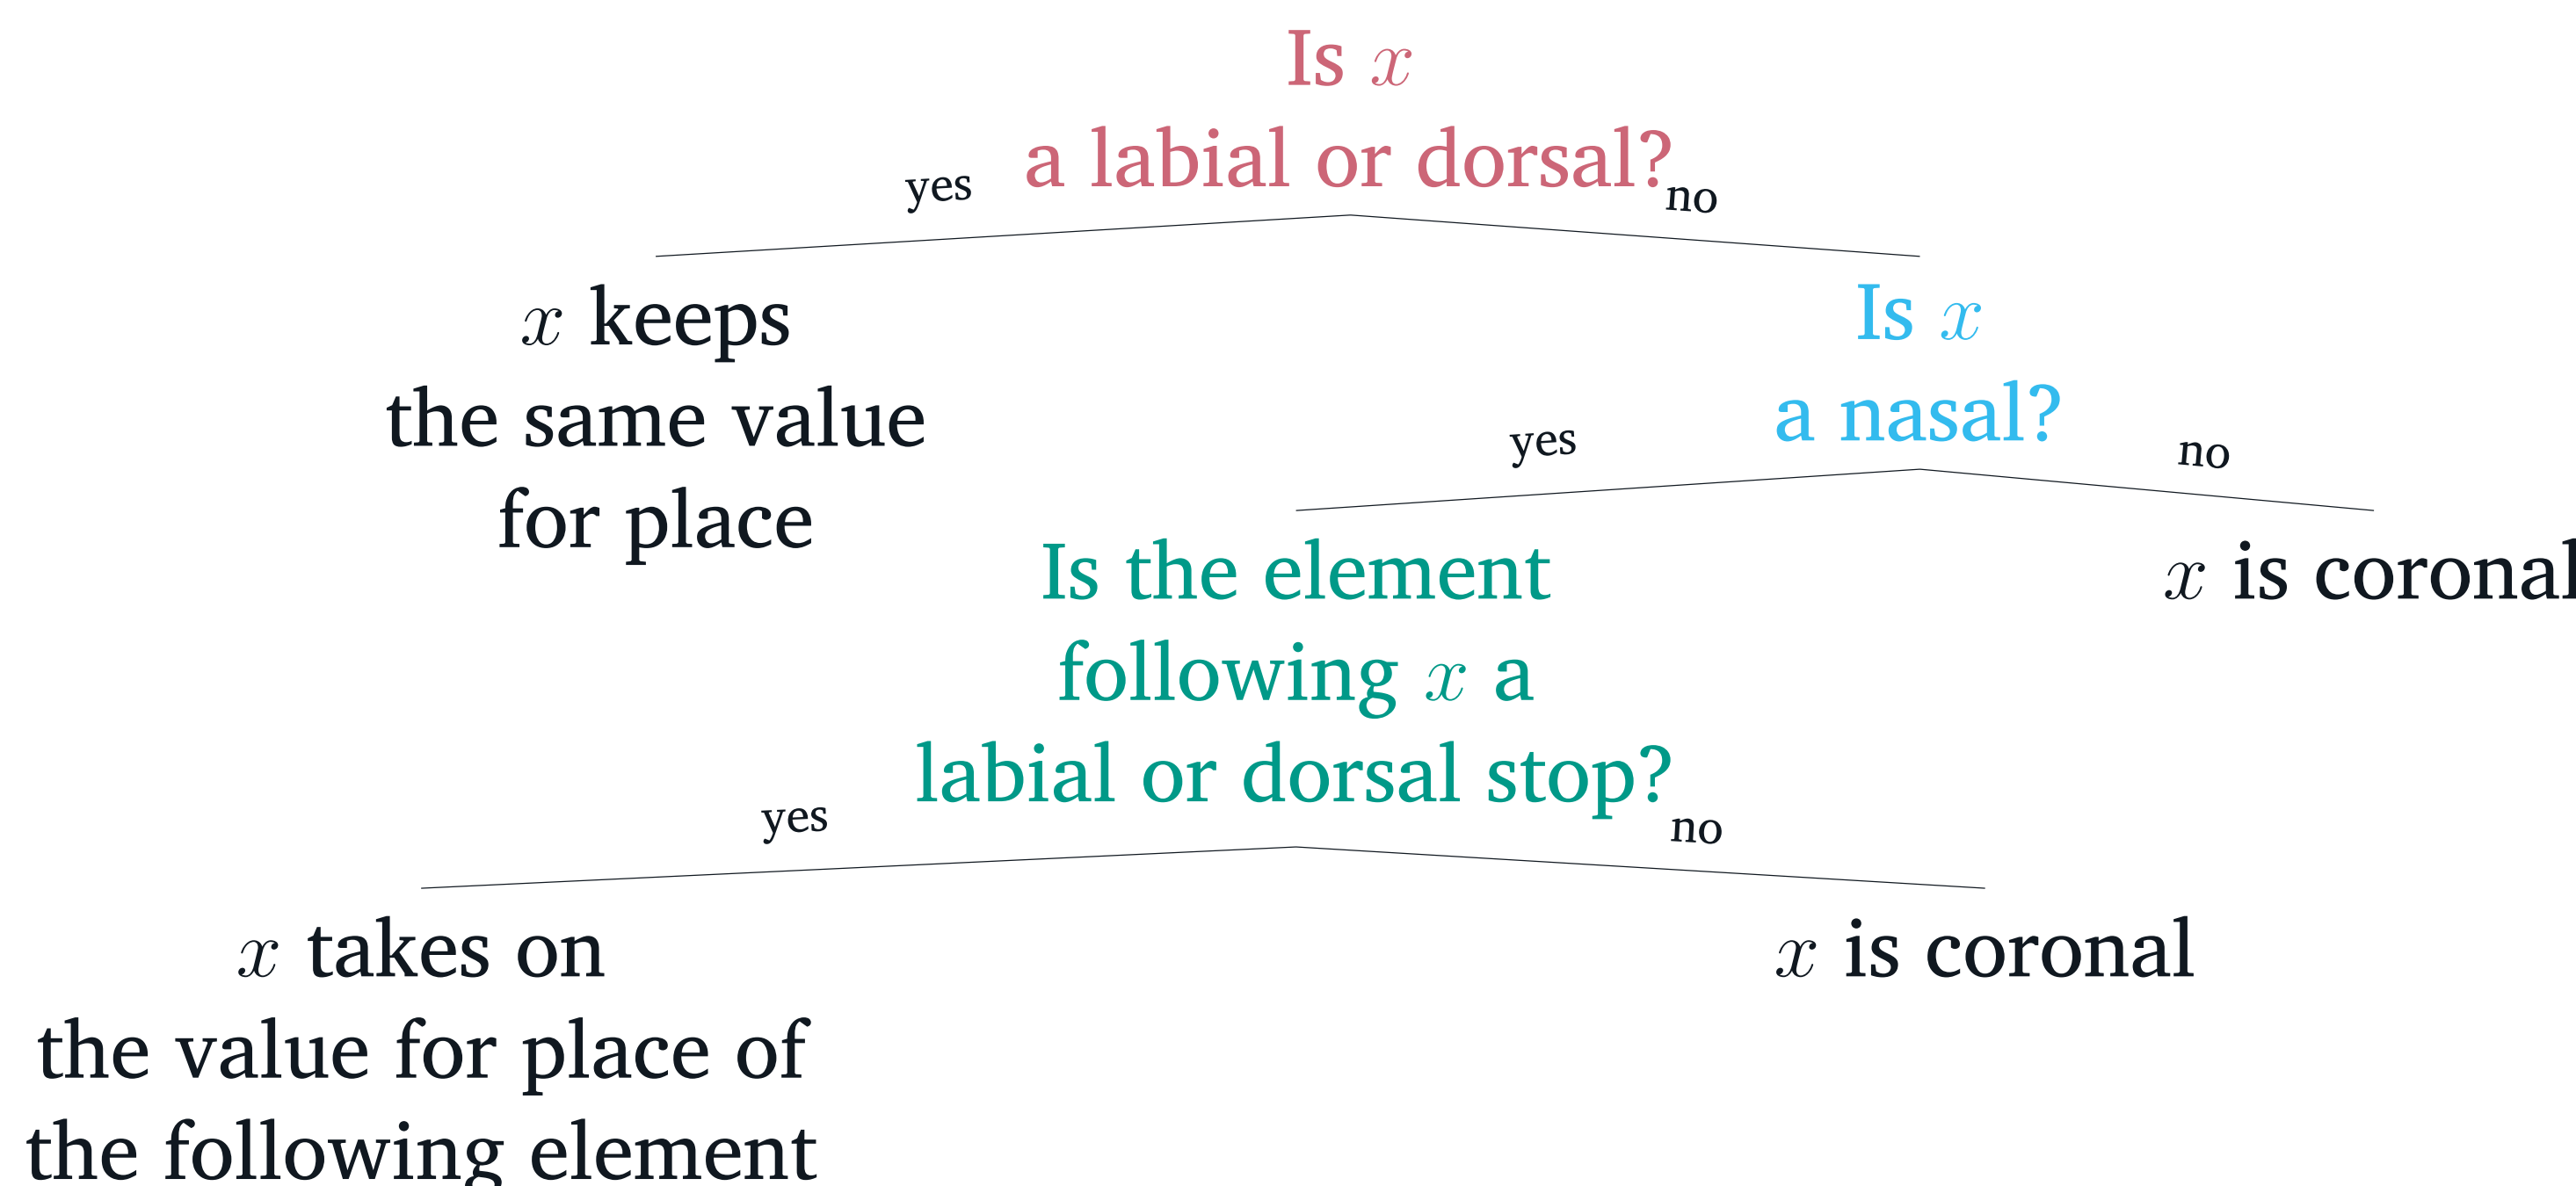 Is x
a labial or dorsal?
yes
no
x keeps
the same value
for place
Is x
a nasal?
yes
no
Is the element
following x a
labial or dorsal stop?
x is coronal
yes
no
x takes on
the value for place of
the following element
x is coronal